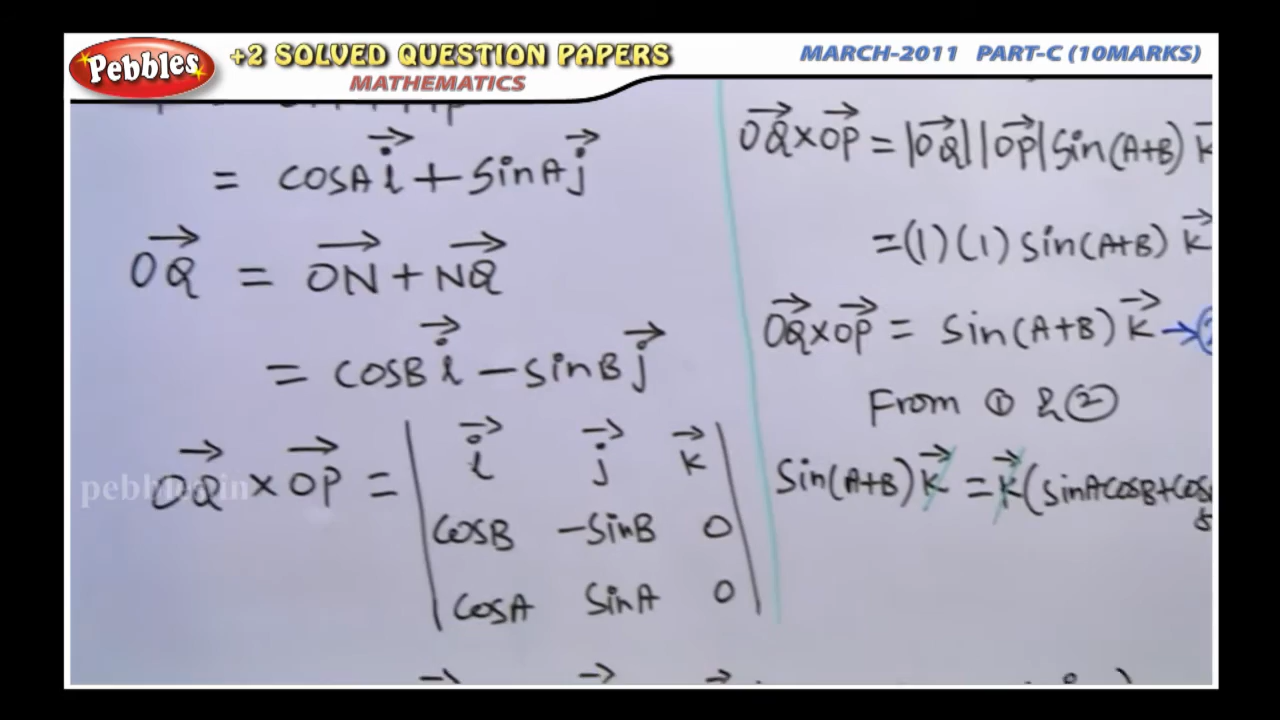 Pebbles
+2 SOLVED QUESTION PAPERS
MATHEMATICS
MARCH-2011 PART-C (10MARKS)
= cosA i⃗ + sinA j⃗
OQ⃗ = ON⃗ + NQ⃗
= cosB i⃗ - sinB j⃗
OQ⃗ × OP⃗ = | i⃗ j⃗ k⃗ |
cosB -sinB 0
cosA sinA 0
OQ⃗ × OP⃗ = |OQ⃗| |OP⃗| sin(A+B) k⃗
= (1) (1) sin(A+B) k⃗
OQ⃗ × OP⃗ = sin(A+B) k⃗ → 2
From ① & ②
sin(A+B) k⃗ = k⃗ (sinAcosB+cos
pebbles.in